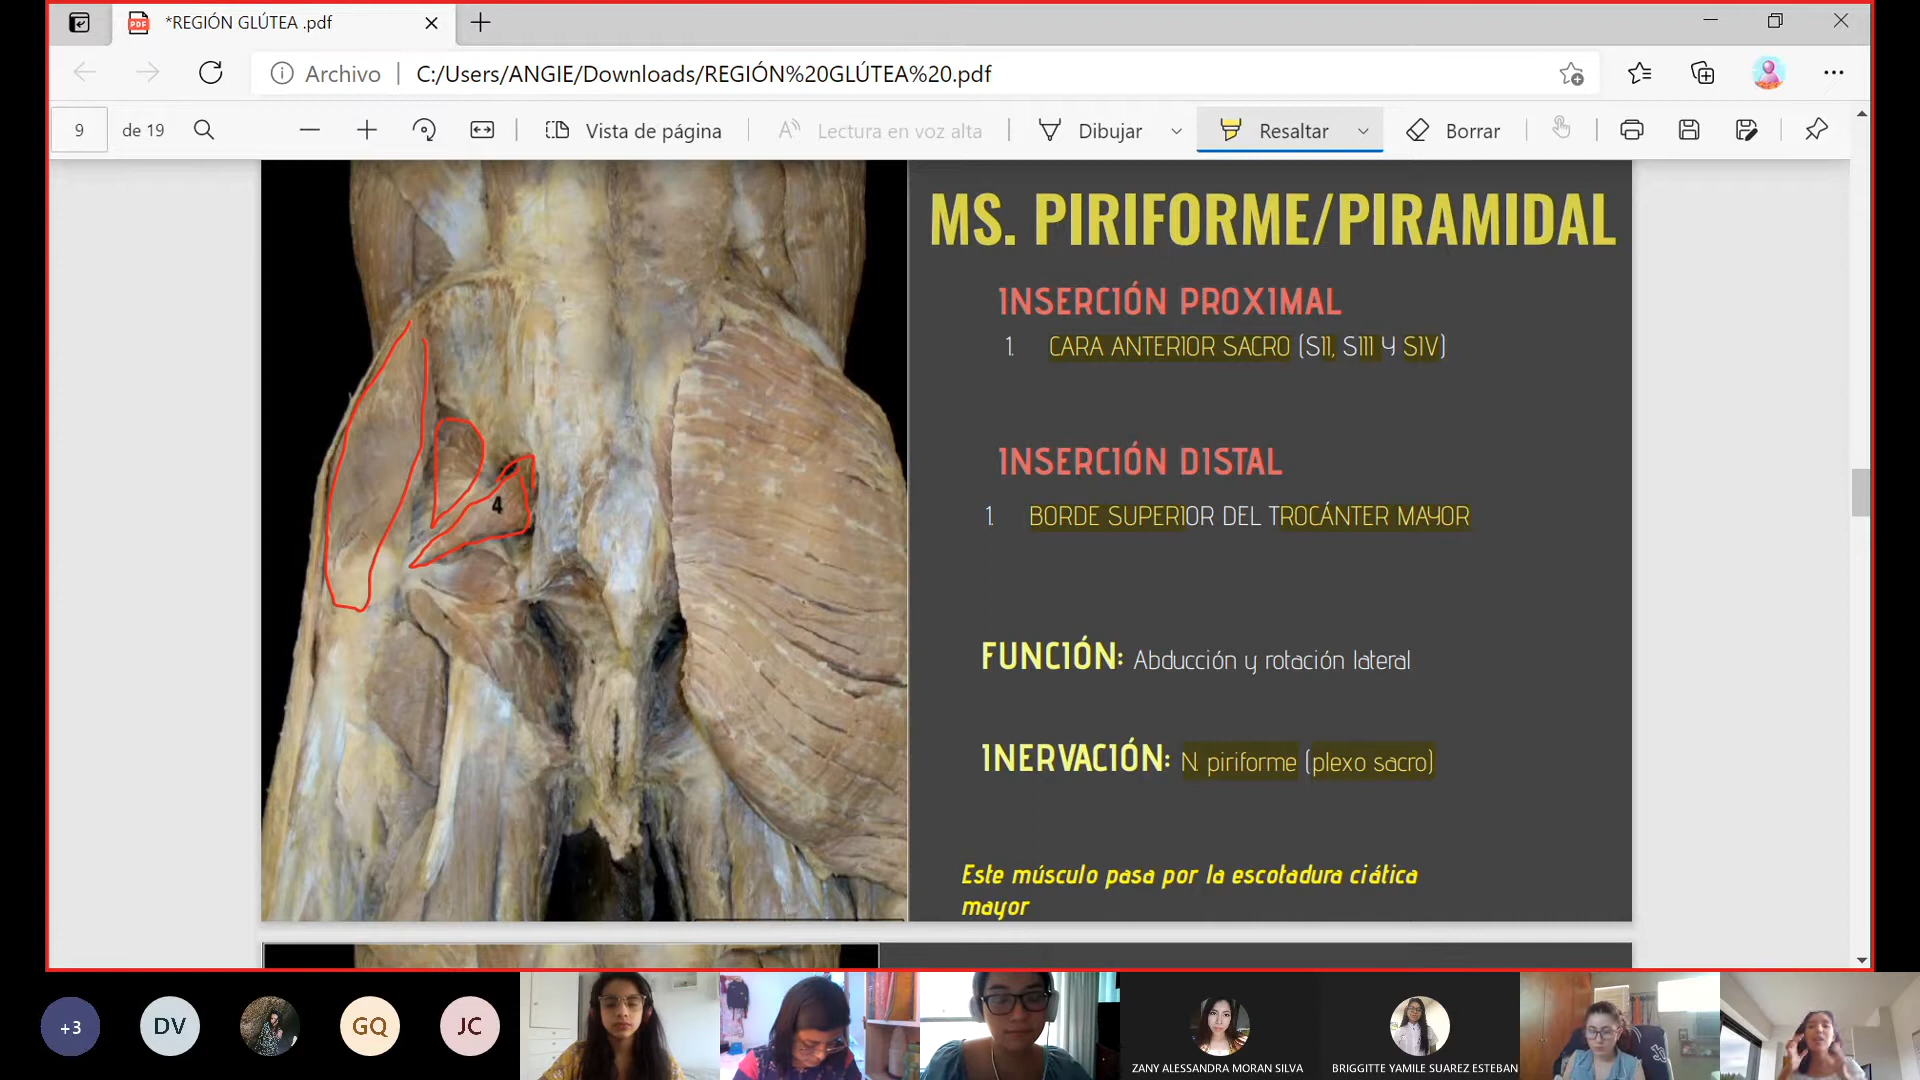 *REGIÓN GLÚTEA .pdf
Archivo
C:/Users/ANGIE/Downloads/REGIÓN%20GLÚTEA%20.pdf
9
de 19
Vista de página
Lectura en voz alta
Dibujar
Resaltar
Borrar
4
MS. PIRIFORME/PIRAMIDAL
INSERCIÓN PROXIMAL
1. CARA ANTERIOR SACRO (SII, SIII Y SIV)
INSERCIÓN DISTAL
1. BORDE SUPERIOR DEL TROCÁNTER MAYOR
FUNCIÓN: Abducción y rotación lateral
INERVACIÓN: N. piriforme (plexo sacro)
Este músculo pasa por la escotadura ciática
mayor
+3
DV
GQ
JC
ZANY ALESSANDRA MORAN SILVA
BRIGGITTE YAMILE SUAREZ ESTEBAN